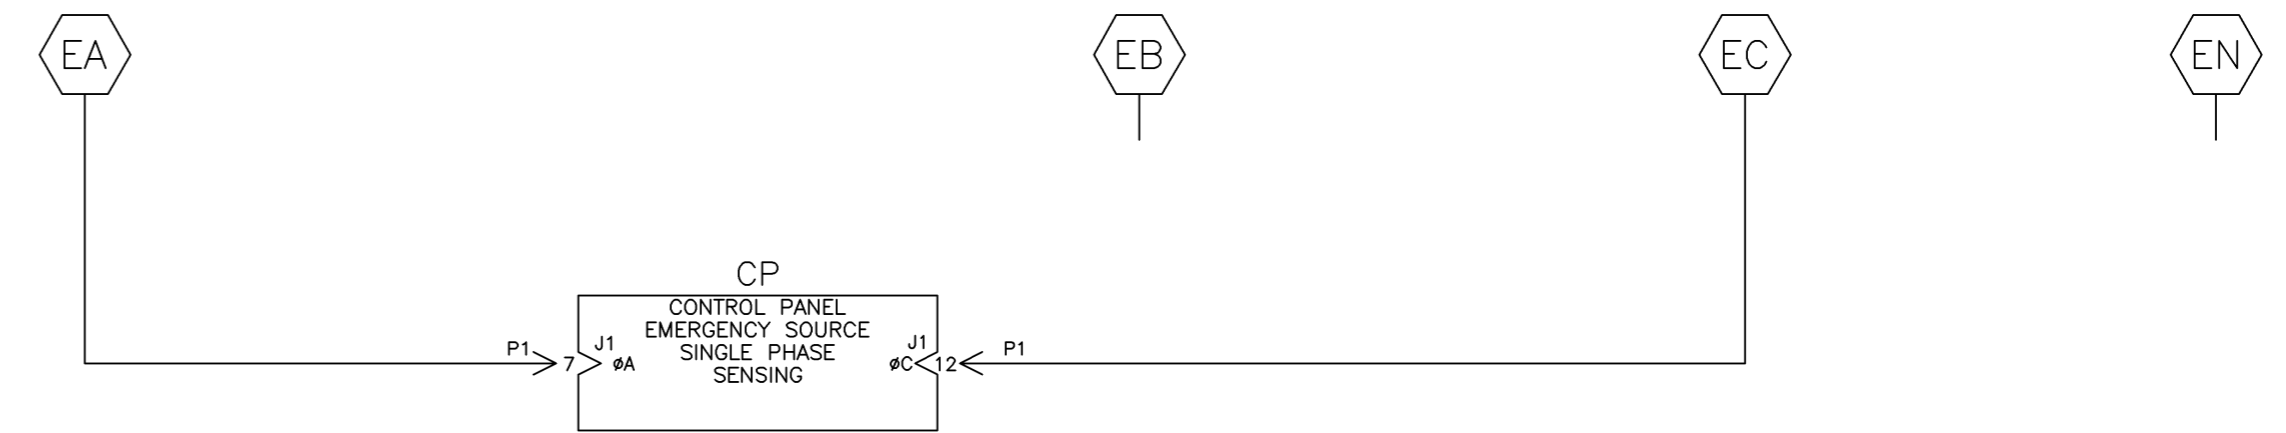 EA
EB
EC
EN
CP
CONTROL PANEL
EMERGENCY SOURCE
SINGLE PHASE
SENSING
P1
7
J1
øA
J1
øC
12
P1